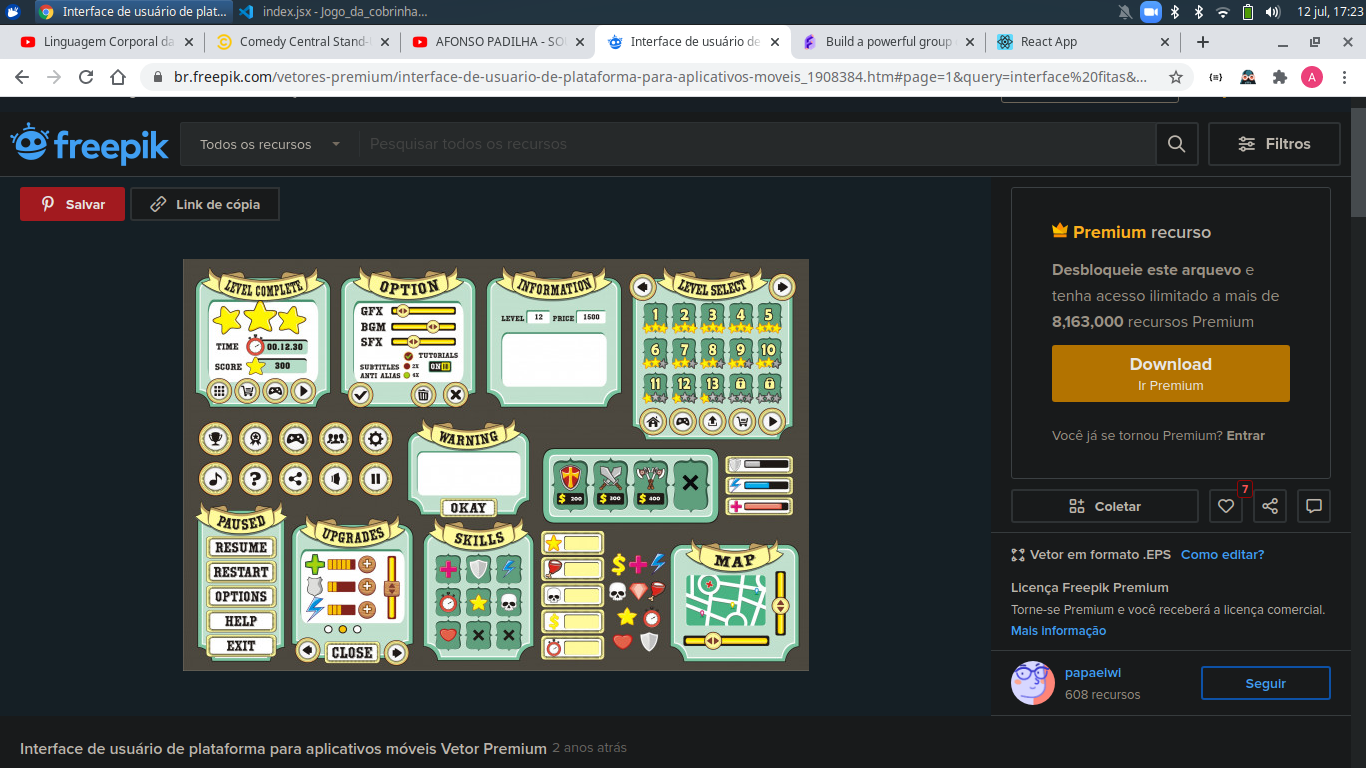 Interface de usuário de plat...
index.jsx - Jogo_da_cobrinha...
12 jul, 17:23
Linguagem Corporal da
Comedy Central Stand-
AFONSO PADILHA - SO
Interface de usuário de
Build a powerful group
React App
br.freepik.com/vetores-premium/interface-de-usuario-de-plataforma-para-aplicativos-moveis_1908384.htm#page=1&query=interface%20fitas&...
A
freepik
Todos os recursos
Pesquisar todos os recursos
Filtros
Salvar
Link de cópia
LEVEL COMPLETE
TIME 00.12.30
SCORE 300
OPTION
GFX
BGM
SFX
TUTORIALS
SUBTITLES 2X
ANTI ALIAS 4X
ON
INFORMATION
LEVEL 12 PRICE 1500
LEVEL SELECT
1 2 3 4 5
6 7 8 9 10
11 12 13
WARNING
OKAY
$ 200 $ 300 $ 400
PAUSED
RESUME
RESTART
OPTIONS
HELP
EXIT
UPGRADES
CLOSE
SKILLS
MAP
Premium recurso
Desbloqueie este arquevo e
tenha acesso ilimitado a mais de
8,163,000 recursos Premium
Download
Ir Premium
Você já se tornou Premium? Entrar
Coletar
7
Vetor em formato .EPS Como editar?
Licença Freepik Premium
Torne-se Premium e você receberá a licença comercial.
Mais Informação
papaeiwl
608 recursos
Seguir
Interface de usuário de plataforma para aplicativos móveis Vetor Premium 2 anos atrás